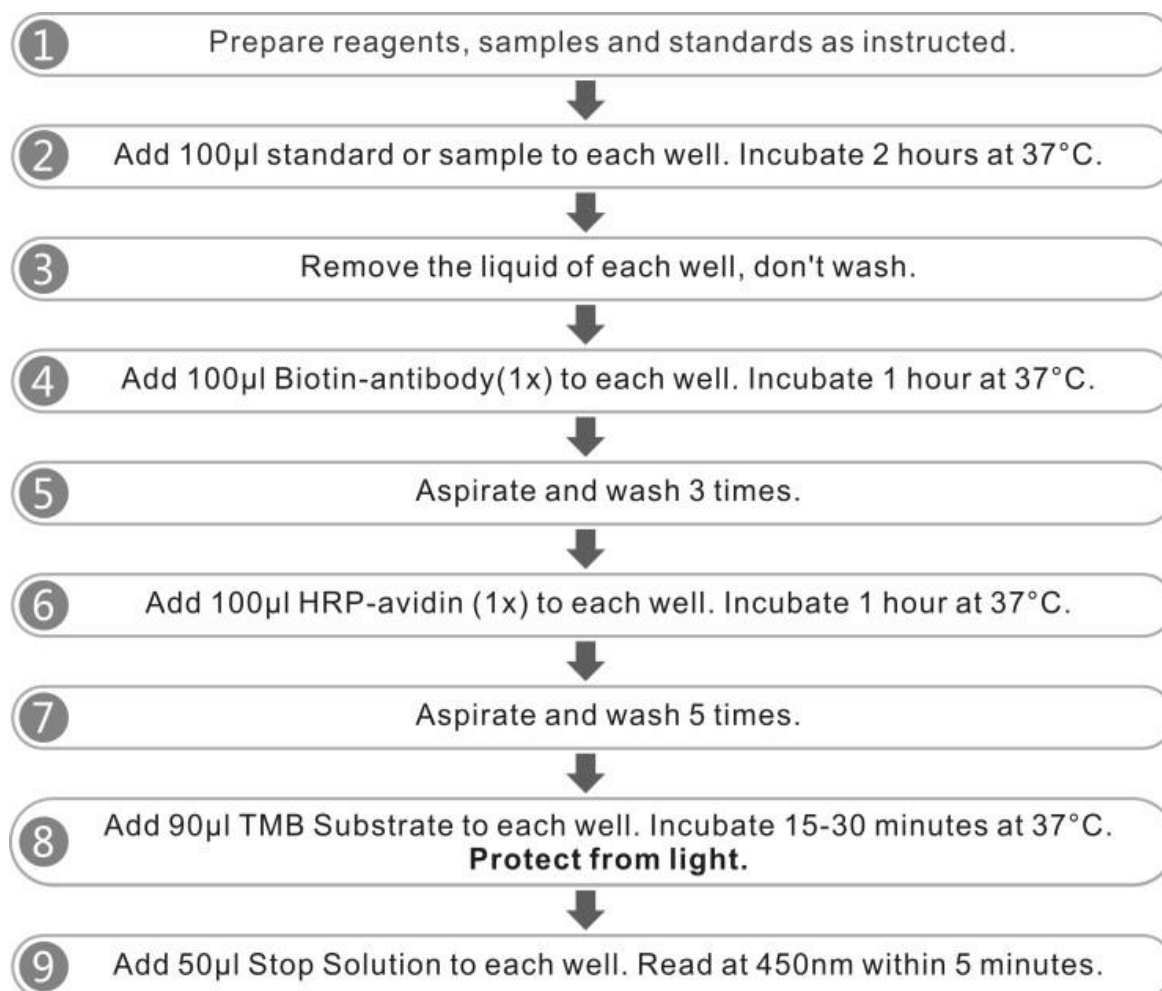 1 Prepare reagents, samples and standards as instructed.
2 Add 100µl standard or sample to each well. Incubate 2 hours at 37°C.
3 Remove the liquid of each well, don't wash.
4 Add 100µl Biotin-antibody(1x) to each well. Incubate 1 hour at 37°C.
5 Aspirate and wash 3 times.
6 Add 100µl HRP-avidin (1x) to each well. Incubate 1 hour at 37°C.
7 Aspirate and wash 5 times.
8 Add 90µl TMB Substrate to each well. Incubate 15-30 minutes at 37°C.
Protect from light.
9 Add 50µl Stop Solution to each well. Read at 450nm within 5 minutes.